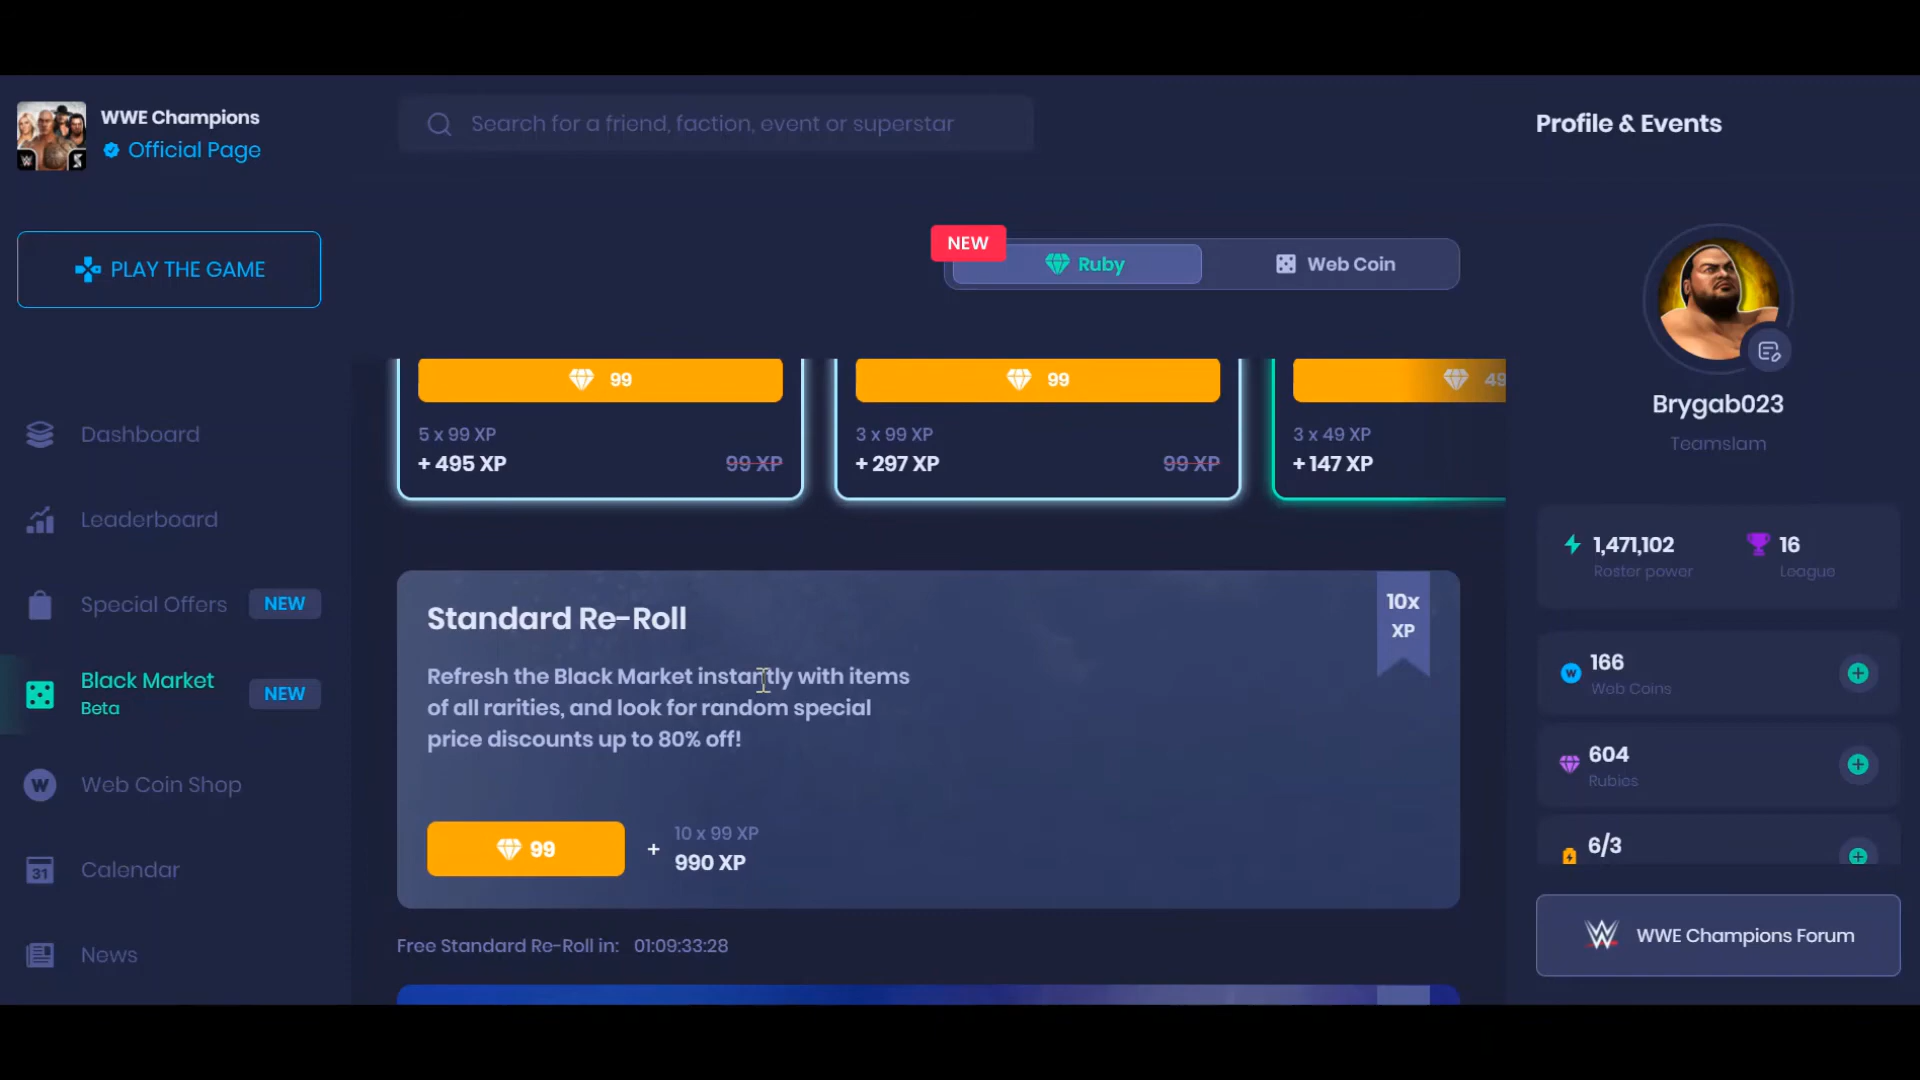 WWE Champions
Official Page
Search for a friend, faction, event or superstar
Profile & Events
PLAY THE GAME
NEW
Ruby
Web Coin
Brygab023
Teamslam
99
99
49
5 x 99 XP
+ 495 XP
99 XP
3 x 99 XP
+ 297 XP
99 XP
3 x 49 XP
+ 147 XP
Dashboard
Leaderboard
Special Offers
NEW
Black Market
Beta
NEW
Web Coin Shop
Calendar
News
Standard Re-Roll
10x
XP
Refresh the Black Market instantly with items
of all rarities, and look for random special
price discounts up to 80% off!
99
+
10 x 99 XP
990 XP
Free Standard Re-Roll in: 01:09:33:28
1,471,102
Roster power
16
League
166
Web Coins
604
Rubies
6/3
WWE Champions Forum